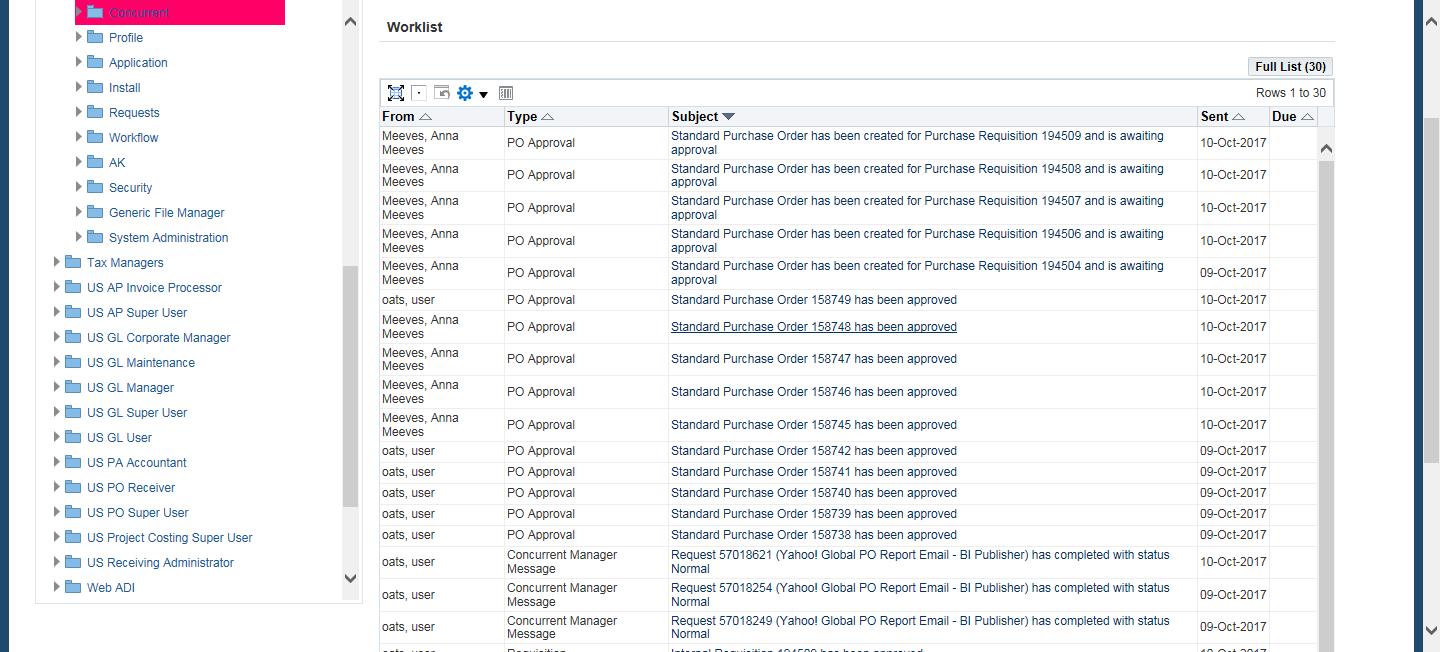 Concurrent
Profile
Application
Install
Requests
Workflow
AK
Security
Generic File Manager
System Administration
Tax Managers
US AP Invoice Processor
US AP Super User
US GL Corporate Manager
US GL Maintenance
US GL Manager
US GL Super User
US GL User
US PA Accountant
US PO Receiver
US PO Super User
US Project Costing Super User
US Receiving Administrator
Web ADI
Worklist
Full List (30)
Rows 1 to 30
From Type Subject Sent Due
Meeves, Anna
Meeves
PO Approval
Standard Purchase Order has been created for Purchase Requisition 194509 and is awaiting
approval
10-Oct-2017
Meeves, Anna
Meeves
PO Approval
Standard Purchase Order has been created for Purchase Requisition 194508 and is awaiting
approval
10-Oct-2017
Meeves, Anna
Meeves
PO Approval
Standard Purchase Order has been created for Purchase Requisition 194507 and is awaiting
approval
10-Oct-2017
Meeves, Anna
Meeves
PO Approval
Standard Purchase Order has been created for Purchase Requisition 194506 and is awaiting
approval
10-Oct-2017
Meeves, Anna
Meeves
PO Approval
Standard Purchase Order has been created for Purchase Requisition 194504 and is awaiting
approval
09-Oct-2017
oats, user PO Approval Standard Purchase Order 158749 has been approved 10-Oct-2017
Meeves, Anna
Meeves
PO Approval Standard Purchase Order 158748 has been approved 10-Oct-2017
Meeves, Anna
Meeves
PO Approval Standard Purchase Order 158747 has been approved 10-Oct-2017
Meeves, Anna
Meeves
PO Approval Standard Purchase Order 158746 has been approved 10-Oct-2017
Meeves, Anna
Meeves
PO Approval Standard Purchase Order 158745 has been approved 10-Oct-2017
oats, user PO Approval Standard Purchase Order 158742 has been approved 09-Oct-2017
oats, user PO Approval Standard Purchase Order 158741 has been approved 09-Oct-2017
oats, user PO Approval Standard Purchase Order 158740 has been approved 09-Oct-2017
oats, user PO Approval Standard Purchase Order 158739 has been approved 09-Oct-2017
oats, user PO Approval Standard Purchase Order 158738 has been approved 09-Oct-2017
oats, user
Concurrent Manager
Message
Request 57018621 (Yahoo! Global PO Report Email - BI Publisher) has completed with status
Normal
10-Oct-2017
oats, user
Concurrent Manager
Message
Request 57018254 (Yahoo! Global PO Report Email - BI Publisher) has completed with status
Normal
09-Oct-2017
oats, user
Concurrent Manager
Message
Request 57018249 (Yahoo! Global PO Report Email - BI Publisher) has completed with status
Normal
09-Oct-2017
oats, user Requisition Internal Requisition 194509 has been approved 10-Oct-2017